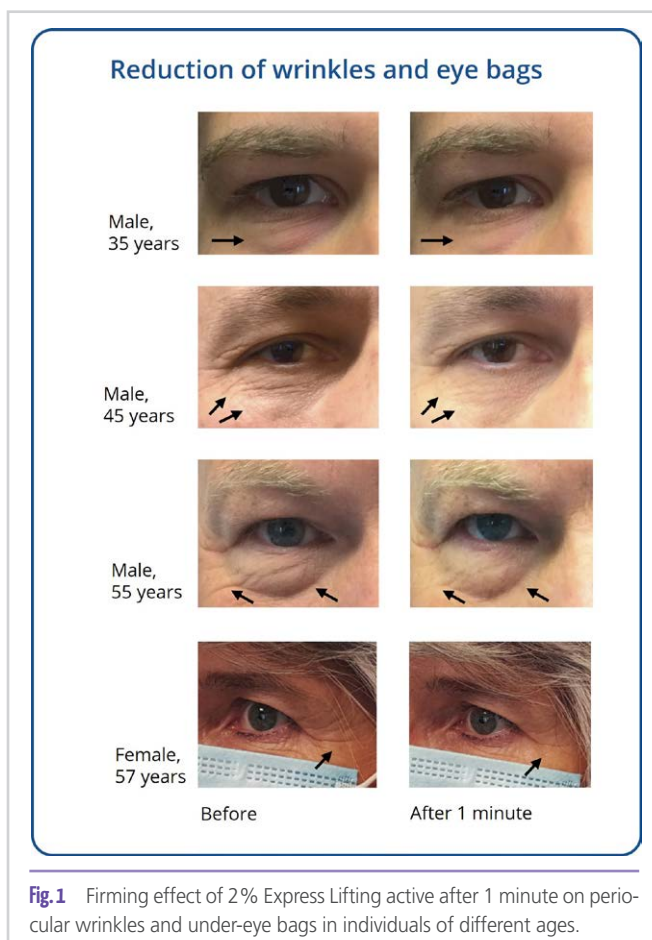 Reduction of wrinkles and eye bags
Male,
35 years
Male,
45 years
Male,
55 years
Female,
57 years
Before
After 1 minute
Fig. 1 Firming effect of 2% Express Lifting active after 1 minute on perio-
cular wrinkles and under-eye bags in individuals of different ages.